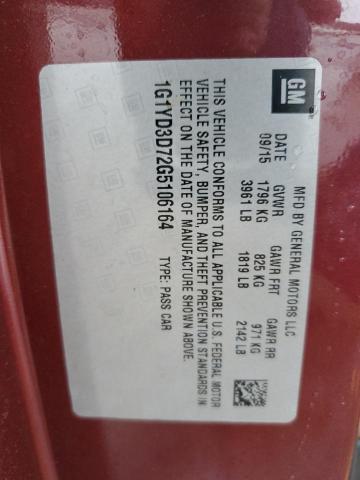 GM
MFD BY GENERAL MOTORS LLC
DATE GVWR GAWR FRT GAWR RR
09/15 1796 KG 825 KG 971 KG
3961 LB 1819 LB 2142 LB
THIS VEHICLE CONFORMS TO ALL APPLICABLE U.S. FEDERAL MOTOR
VEHICLE SAFETY, BUMPER, AND THEFT PREVENTION STANDARDS IN
EFFECT ON THE DATE OF MANUFACTURE SHOWN ABOVE.
1G1YD3D72G5106164 TYPE: PASS CAR